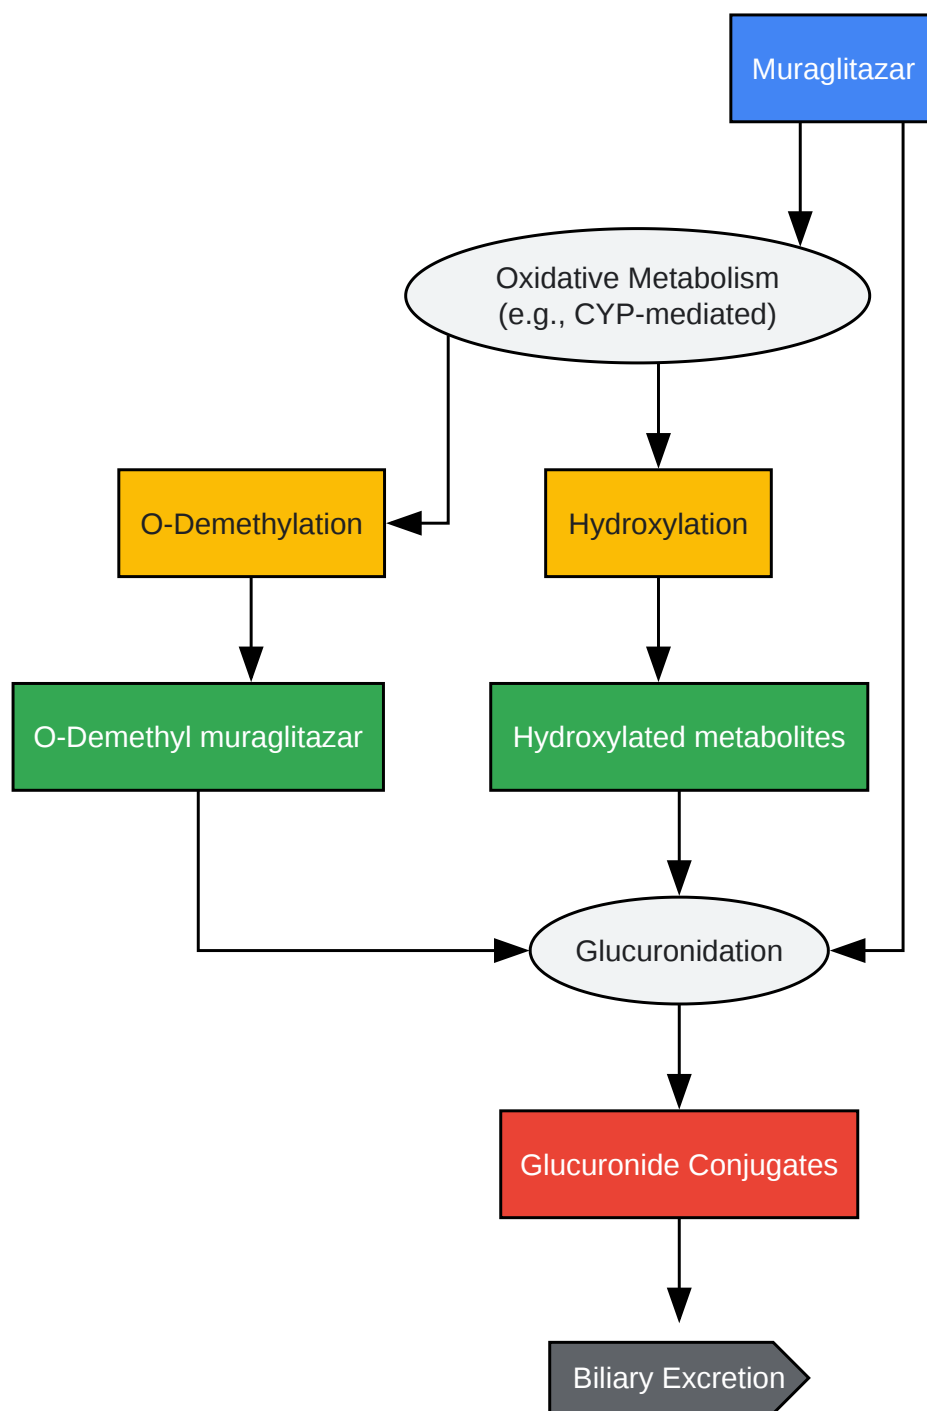 Muraglitazar
Oxidative Metabolism
(e.g., CYP-mediated)
O-Demethylation
Hydroxylation
O-Demethyl muraglitazar
Hydroxylated metabolites
Glucuronidation
Glucuronide Conjugates
Biliary Excretion